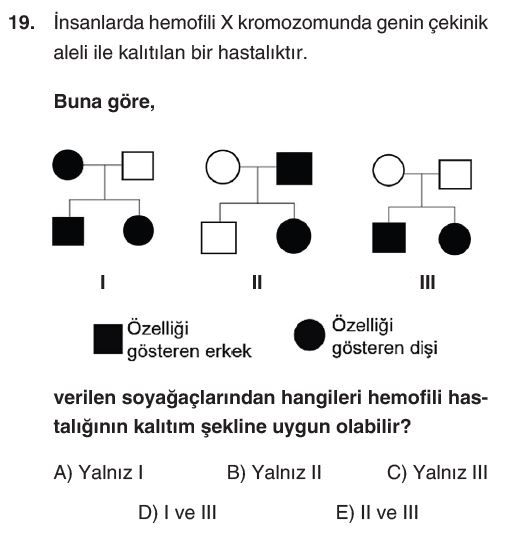 19. İnsanlarda hemofili X kromozomunda genin çekinik
aleli ile kalıtılan bir hastalıktır.
Buna göre,
I
II
III
Özelliği
gösteren erkek
Özelliği
gösteren dişi
verilen soyağaçlarından hangileri hemofili has-
talığının kalıtım şekline uygun olabilir?
A) Yalnız I
B) Yalnız II
C) Yalnız III
D) I ve III
E) II ve III